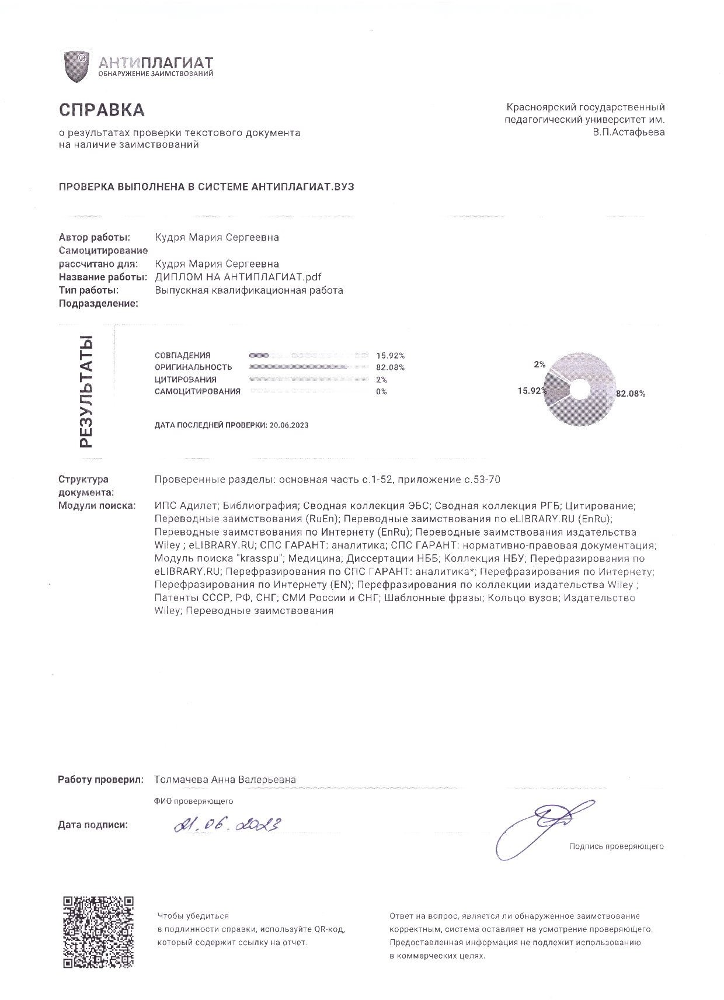 ©
АНТИПЛАГИАТ
ОБНАРУЖЕНИЕ ЗАИМСТВОВАНИЙ
СПРАВКА
о результатах проверки текстового документа
на наличие заимствований
Красноярский государственный
педагогический университет им.
В.П.Астафьева
ПРОВЕРКА ВЫПОЛНЕНА В СИСТЕМЕ АНТИПЛАГИАТ.ВУЗ
Автор работы: Кудря Мария Сергеевна
Самоцитирование
рассчитано для: Кудря Мария Сергеевна
Название работы: ДИПЛОМ НА АНТИПЛАГИАТ.pdf
Тип работы: Выпускная квалификационная работа
Подразделение:
РЕЗУЛЬТАТЫ
СОВПАДЕНИЯ 15.92%
ОРИГИНАЛЬНОСТЬ 82.08%
ЦИТИРОВАНИЯ 2%
САМОЦИТИРОВАНИЯ 0%
ДАТА ПОСЛЕДНЕЙ ПРОВЕРКИ: 20.06.2023
2%
15.92%
82.08%
Структура
документа:
Проверенные разделы: основная часть с.1-52, приложение с.53-70
Модули поиска: ИПС Адилет; Библиография; Сводная коллекция ЭБС; Сводная коллекция РГБ; Цитирование;
Переводные заимствования (RuEn); Переводные заимствования по eLIBRARY.RU (EnRu);
Переводные заимствования по Интернету (EnRu); Переводные заимствования издательства
Wiley ; eLIBRARY.RU; СПС ГАРАНТ: аналитика; СПС ГАРАНТ: нормативно-правовая документация;
Модуль поиска "krasspu"; Медицина; Диссертации НББ; Коллекция НБУ; Перефразирования по
eLIBRARY.RU; Перефразирования по СПС ГАРАНТ: аналитика*; Перефразирования по Интернету;
Перефразирования по Интернету (EN); Перефразирования по коллекции издательства Wiley ;
Патенты СССР, РФ, СНГ; СМИ России и СНГ; Шаблонные фразы; Кольцо вузов; Издательство
Wiley; Переводные заимствования
Работу проверил: Толмачева Анна Валерьевна
ФИО проверяющего
Дата подписи: 21.06.2023
Подпись проверяющего
Чтобы убедиться
в подлинности справки, используйте QR-код,
который содержит ссылку на отчет.
Ответ на вопрос, является ли обнаруженное заимствование
корректным, система оставляет на усмотрение проверяющего.
Предоставленная информация не подлежит использованию
в коммерческих целях.